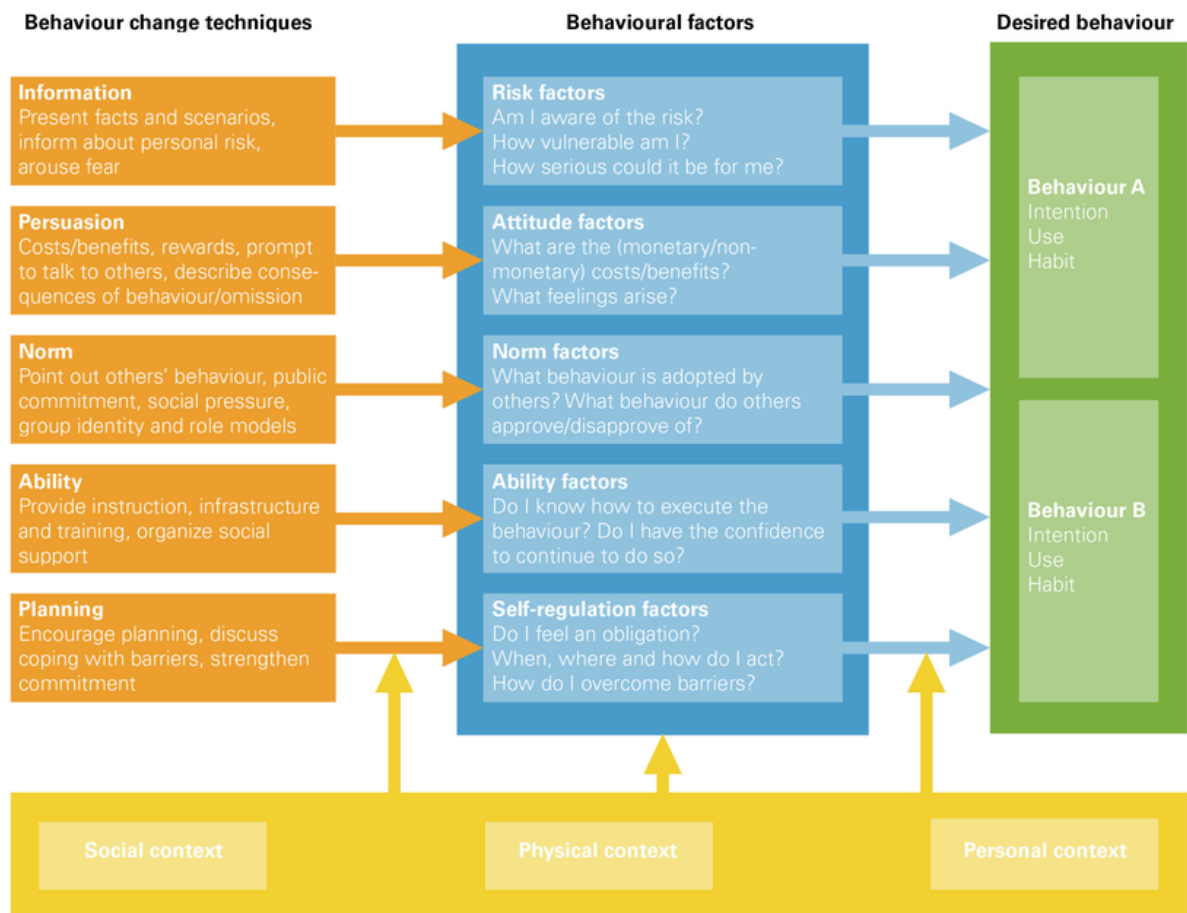 Behaviour change techniques
Behavioural factors
Desired behaviour
Information
Present facts and scenarios,
inform about personal risk,
arouse fear
Risk factors
Am I aware of the risk?
How vulnerable am I?
How serious could it be for me?
Persuasion
Costs/benefits, rewards, prompt
to talk to others, describe conse-
quences of behaviour/omission
Attitude factors
What are the (monetary/non-
monetary) costs/benefits?
What feelings arise?
Norm
Point out others’ behaviour, public
commitment, social pressure,
group identity and role models
Norm factors
What behaviour is adopted by
others? What behaviour do others
approve/disapprove of?
Ability
Provide instruction, infrastructure
and training, organize social
support
Ability factors
Do I know how to execute the
behaviour? Do I have the confidence
to continue to do so?
Planning
Encourage planning, discuss
coping with barriers, strengthen
commitment
Self-regulation factors
Do I feel an obligation?
When, where and how do I act?
How do I overcome barriers?
Behaviour A
Intention
Use
Habit
Behaviour B
Intention
Use
Habit
Social context
Physical context
Personal context